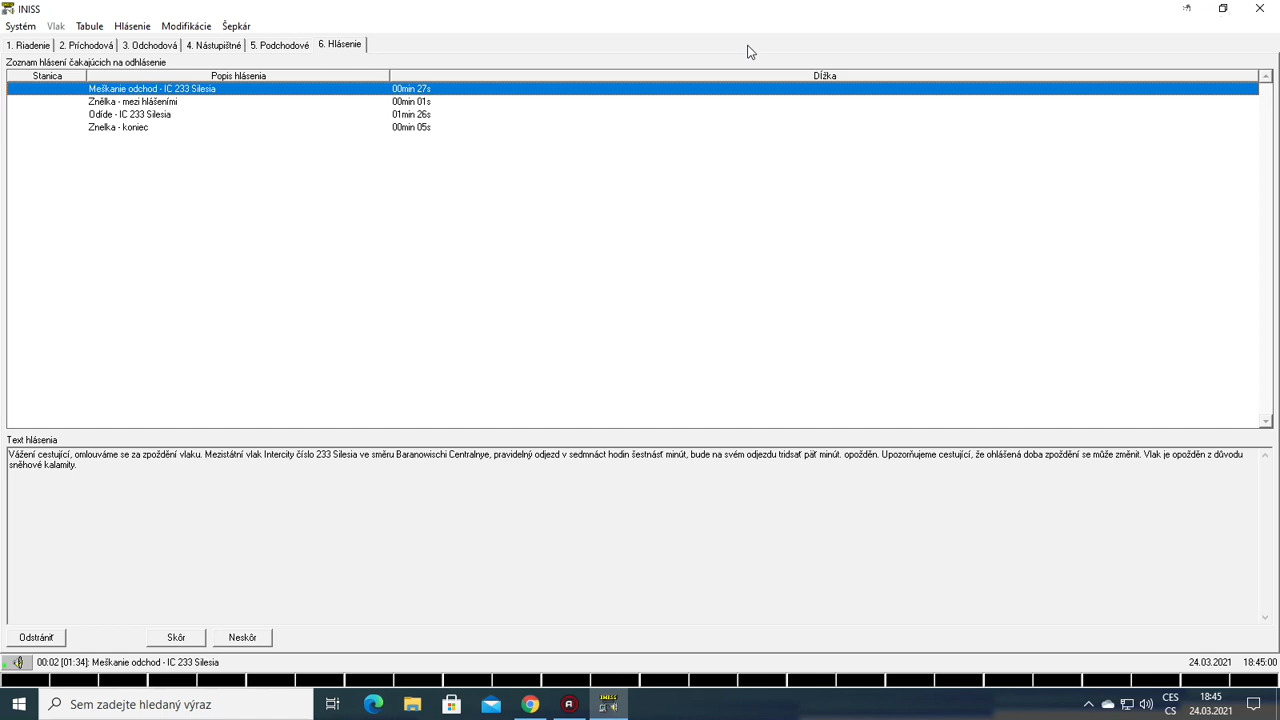 INISS
Systém Vlak Tabule Hlásenie Modifikácie Šepkár
1. Riadenie 2. Príchodová 3. Odchodová 4. Nástupištné 5. Podchodové 6. Hlásenie
Zoznam hlásení čakajúcich na odhlásenie
Stanica Popis hlásenia Dĺžka
Meškanie odchod - IC 233 Silesia 00min 27s
Znělka - mezi hlášeními 00min 01s
Odíde - IC 233 Silesia 01min 26s
Znelka - koniec 00min 05s
Text hlásenia
Vážení cestující, omlouváme se za zpoždění vlaku. Mezistátní vlak Intercity číslo 233 Silesia ve směru Baranowischi Centralnye, pravidelný odjezd v sedmnáct hodin šestnásť minút, bude na svém odjezdu tridsať päť minút. opožděn. Upozorňujeme cestující, že ohlášená doba zpoždění se může změnit. Vlak je opožděn z důvodu
sněhové kalamity.
Odstrániť Skôr Neskôr
00:02 [01:34]: Meškanie odchod - IC 233 Silesia 24.03.2021 18:45:00
Sem zadejte hledaný výraz
INISS
CES
CS
18:45
24.03.2021